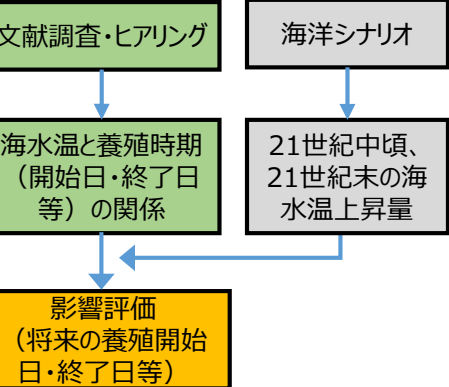 文献調査・ヒアリング
海洋シナリオ
海水温と養殖時期
（開始日・終了日
等）の関係
21世紀中頃、
21世紀末の海
水温上昇量
影響評価
（将来の養殖開始
日・終了日等）